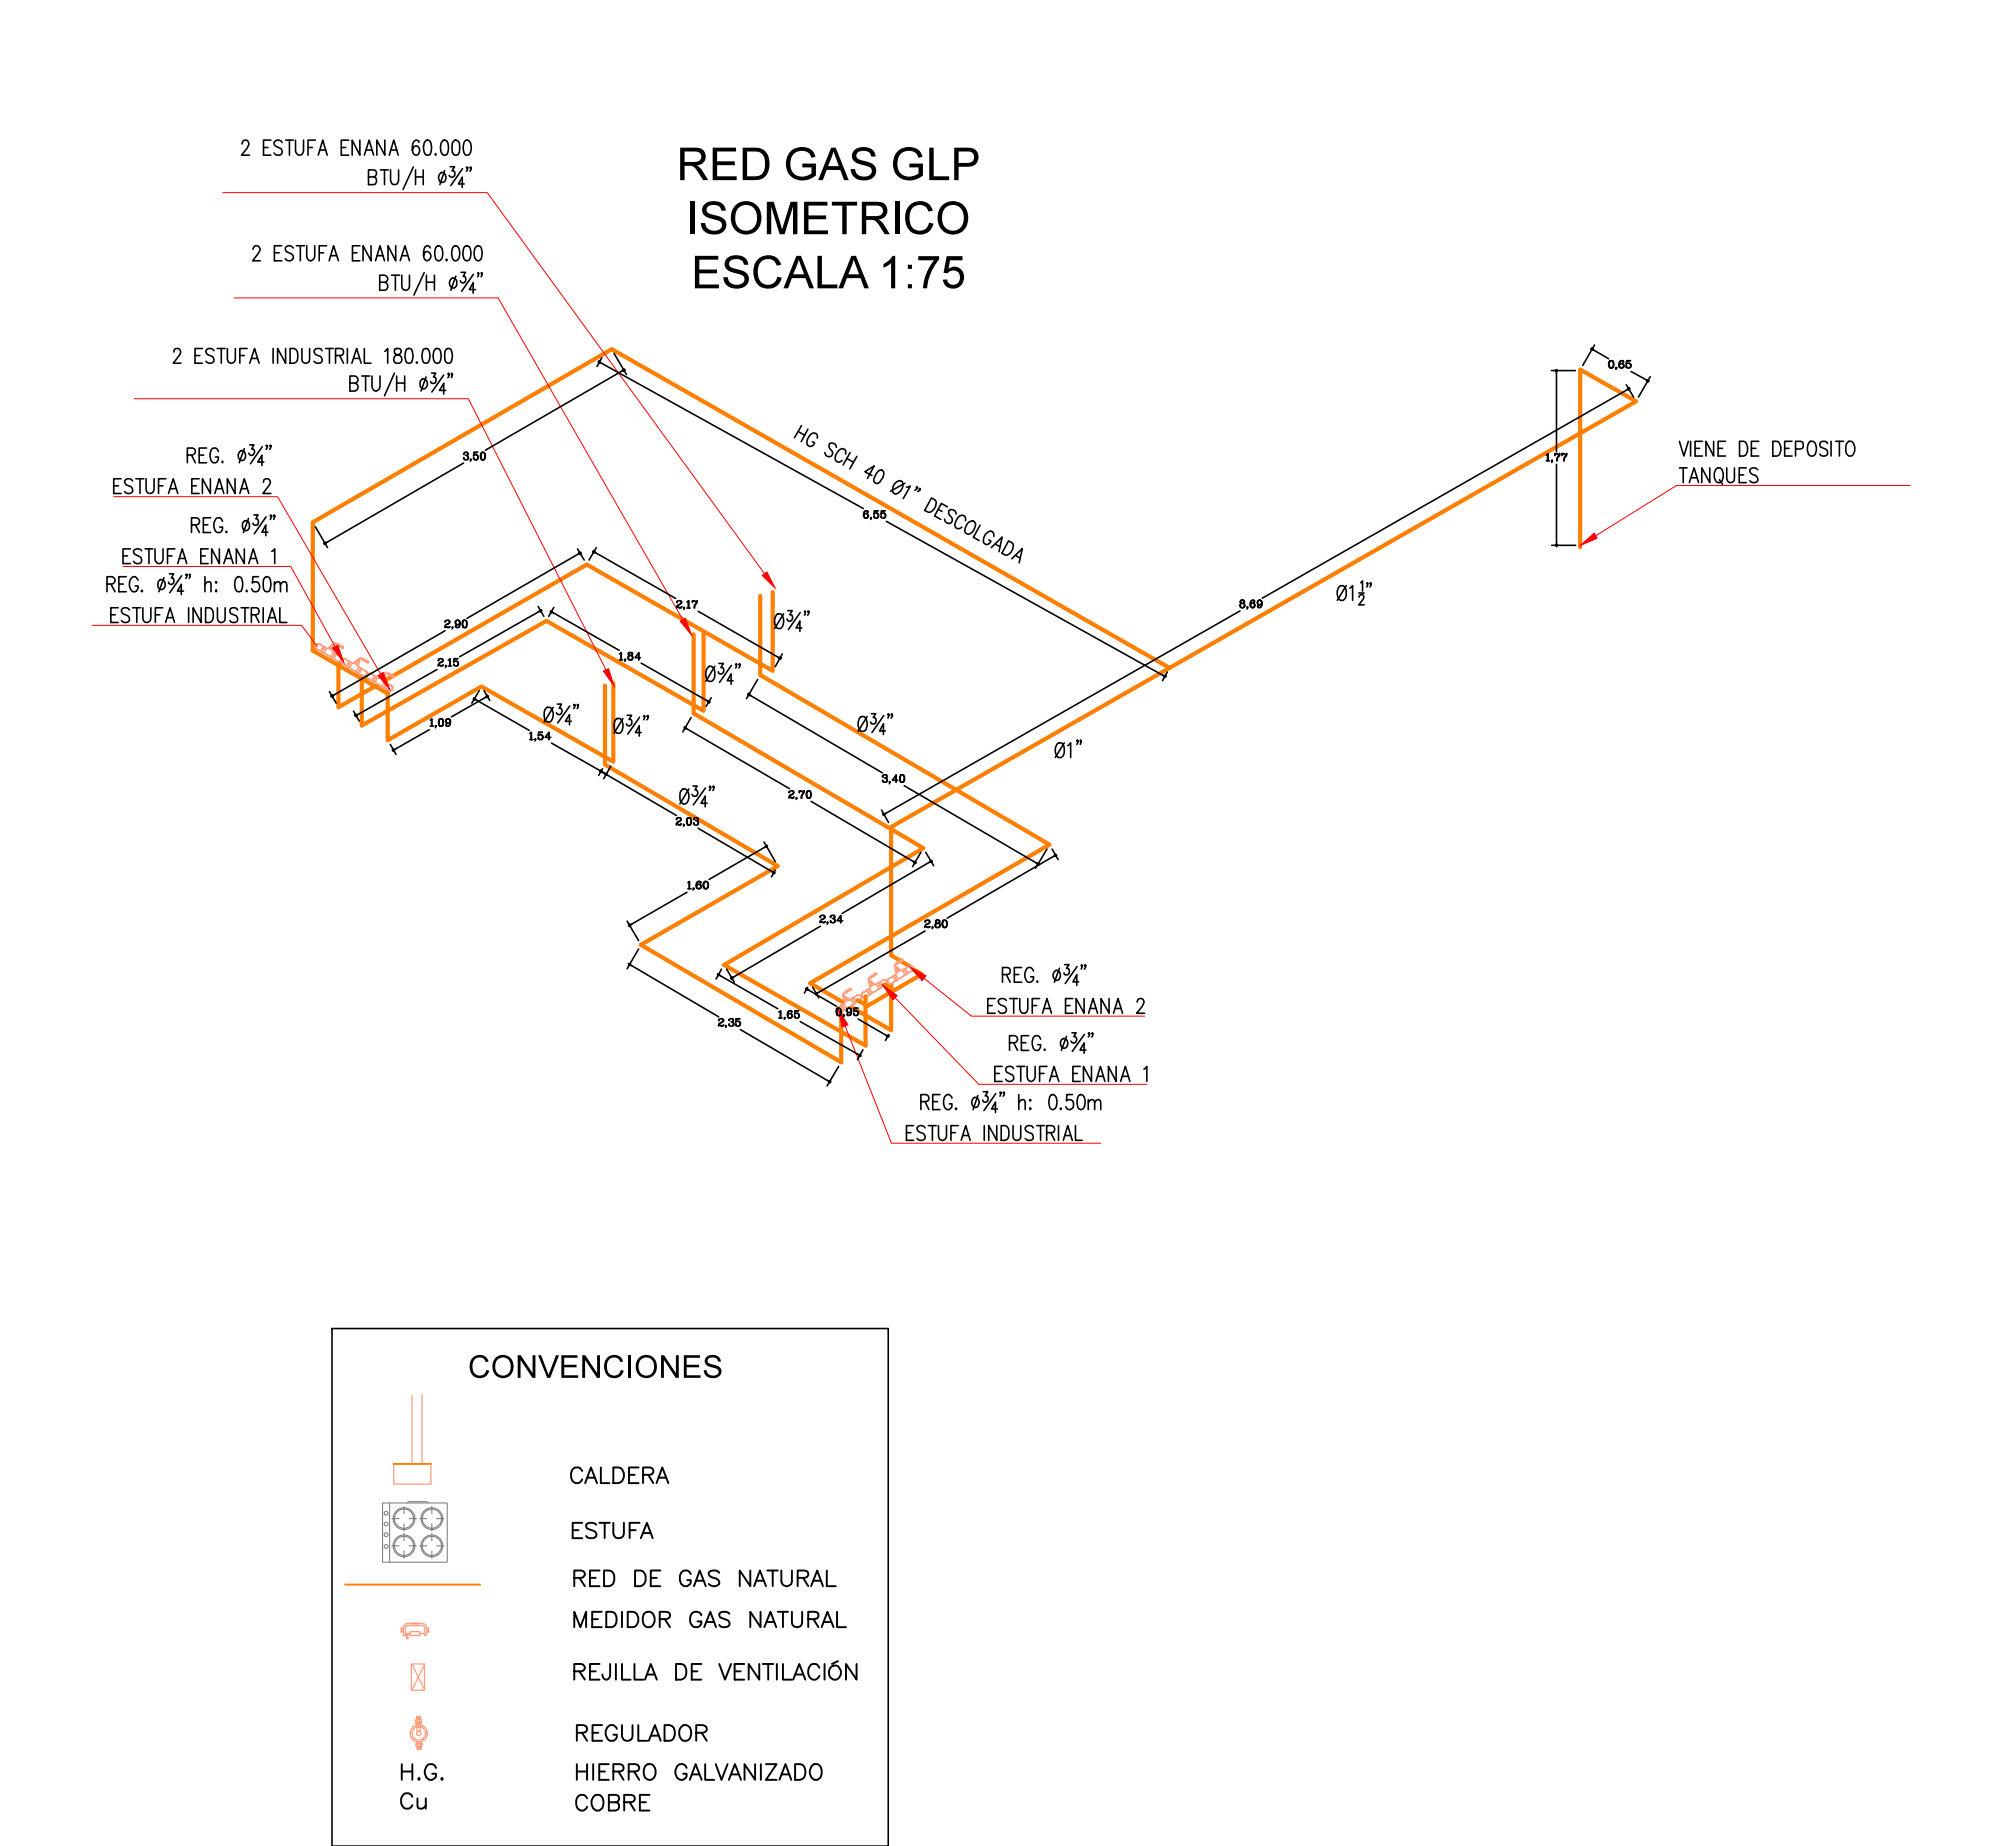 RED GAS GLP
ISOMETRICO
ESCALA 1:75
2 ESTUFA ENANA 60.000
BTU/H ø¾"
2 ESTUFA ENANA 60.000
BTU/H ø¾"
2 ESTUFA INDUSTRIAL 180.000
BTU/H ø¾"
REG. ø¾"
ESTUFA ENANA 2
REG. ø¾"
ESTUFA ENANA 1
REG. ø¾" h: 0.50m
ESTUFA INDUSTRIAL
3,50
HG SCH 40 Ø1" DESCOLGADA
6,55
0,65
1,77
VIENE DE DEPOSITO
TANQUES
8,69
Ø1½"
Ø1"
2,90
2,17
2,15
1,84
Ø¾"
Ø¾"
1,09
1,54
Ø¾"
Ø¾"
Ø¾"
Ø¾"
2,03
2,70
3,40
1,60
2,34
2,80
2,35
1,65
0,95
REG. ø¾"
ESTUFA ENANA 2
REG. ø¾"
ESTUFA ENANA 1
REG. ø¾" h: 0.50m
ESTUFA INDUSTRIAL
CONVENCIONES
CALDERA
ESTUFA
RED DE GAS NATURAL
MEDIDOR GAS NATURAL
REJILLA DE VENTILACIÓN
REGULADOR
H.G. HIERRO GALVANIZADO
Cu COBRE